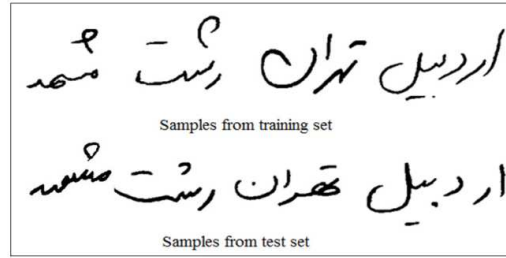 اردبیل تهران رشت مشهد
Samples from training set
اردبیل تهران رشت مشهد
Samples from test set